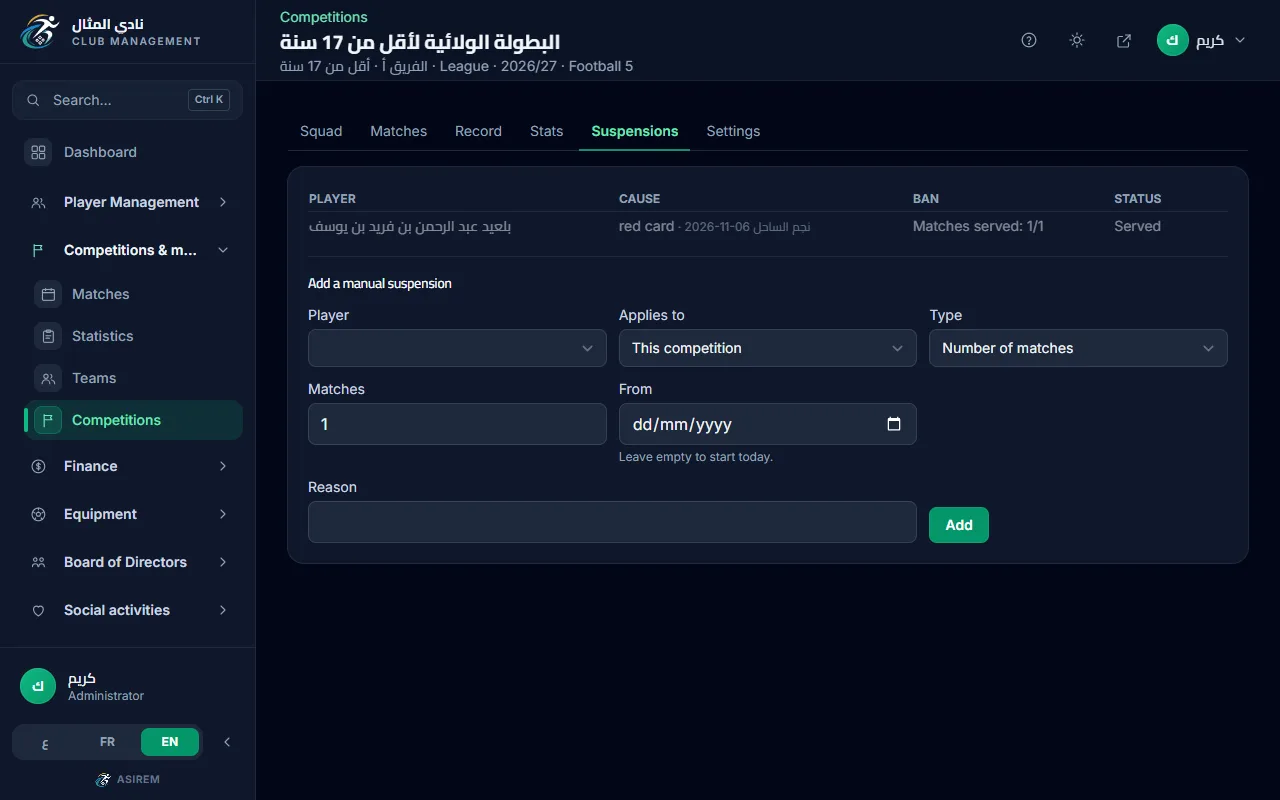 نادي المثال
CLUB MANAGEMENT
Search...
Ctrl K
Dashboard
Player Management
Competitions & m...
Matches
Statistics
Teams
Competitions
Finance
Equipment
Board of Directors
Social activities
ك
كريم
Administrator
ع
FR
EN
ASIREM
Competitions
البطولة الولائية لأقل من 17 سنة
أقل من 17 سنة · الفريق أ · League · 2026/27 · Football 5
ك
كريم
Squad
Matches
Record
Stats
Suspensions
Settings
PLAYER
CAUSE
BAN
STATUS
بلعيد عبد الرحمن بن فريد بن يوسف
red card · 2026-11-06 نجم الساحل
Matches served: 1/1
Served
Add a manual suspension
Player
Applies to
Type
This competition
Number of matches
Matches
From
1
dd/mm/yyyy
Leave empty to start today.
Reason
Add